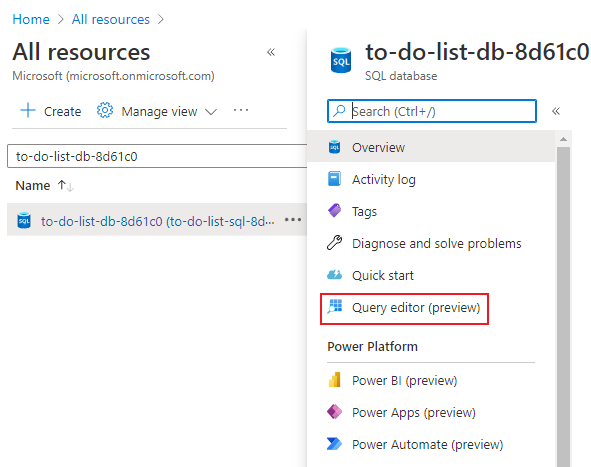 Home > All resources >
All resources «
Microsoft (microsoft.onmicrosoft.com)
+ Create Manage view ···
to-do-list-db-8d61c0
Name ↑↓
SQL to-do-list-db-8d61c0 (to-do-list-sql-8d··· ···
SQL to-do-list-db-8d61c0
SQL database
Search (Ctrl+/) «
SQL Overview
Activity log
Tags
Diagnose and solve problems
Quick start
Query editor (preview)
Power Platform
Power BI (preview)
Power Apps (preview)
Power Automate (preview)